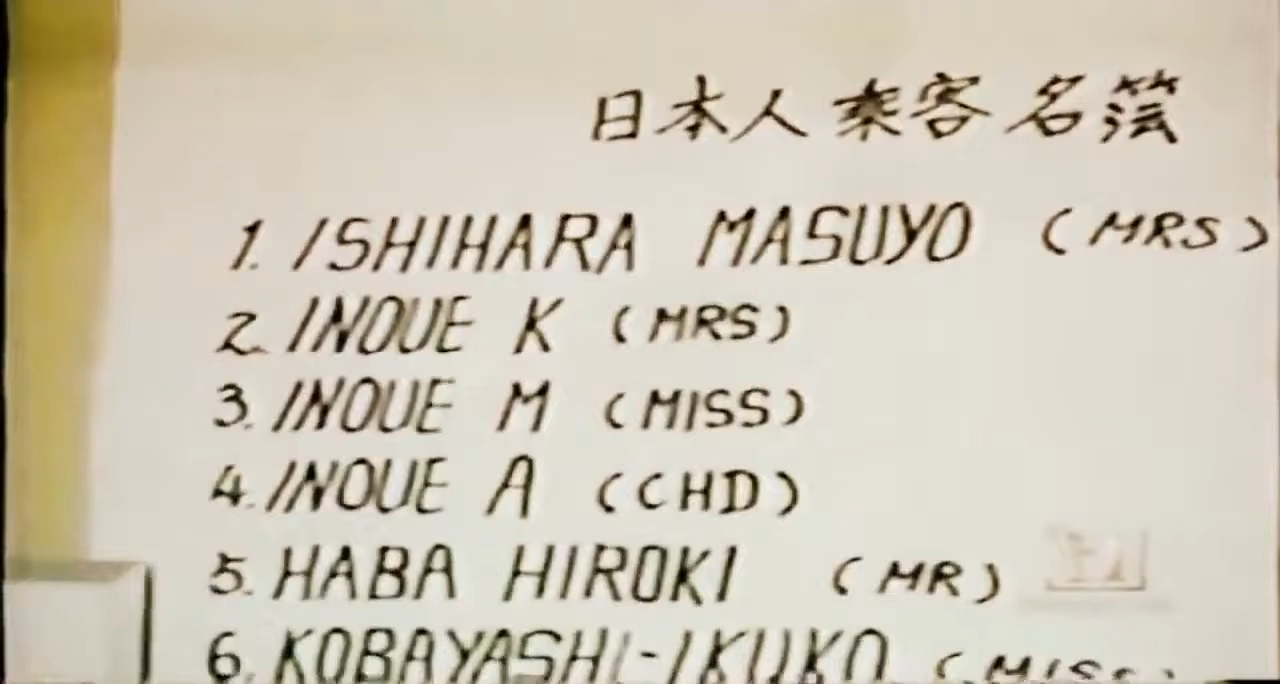 日本人乗客名簿
1. ISHIHARA MASUYO (MRS)
2. INOUE K (MRS)
3. INOUE M (MISS)
4. INOUE A (CHD)
5. HABA HIROKI (MR)
6. KOBAYASHI-IKUKO (MISS)